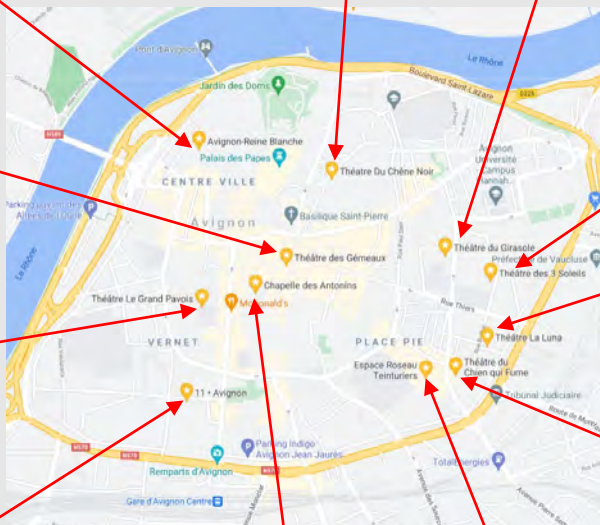 Pont d'Avignon
Le Rhône
Boulevard Saint-Lazare
Jardin des Doms
D225
Avignon-Reine Blanche
Palais des Papes
Théatre Du Chêne Noir
Avignon
Université
Campus
Hannah...
CENTRE VILLE
Avignon
Basilique Saint-Pierre
Le Rhône
Théâtre du Girasole
Préfecture de Vaucluse
Théâtre des Gémeaux
Théâtre des 3 Soleils
Chapelle des Antonins
Théâtre Le Grand Pavois
McDonald's
Rue Thiers
Théâtre La Luna
VERNET
PLACE PIE
Espace Roseau
Teinturiers
Théâtre du
Chien qui Fume
11 • Avignon
Tribunal Judiciaire
Parking Indigo
Avignon Jean Jaurès
Remparts d'Avignon
TotalEnergies
Gare d'Avignon Centre